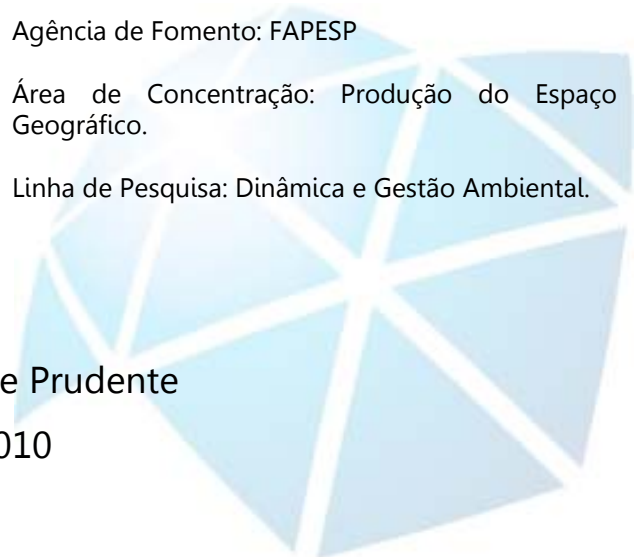 Agência de Fomento: FAPESP
Área de Concentração: Produção do Espaço
Geográfico.
Linha de Pesquisa: Dinâmica e Gestão Ambiental.
e Prudente
010